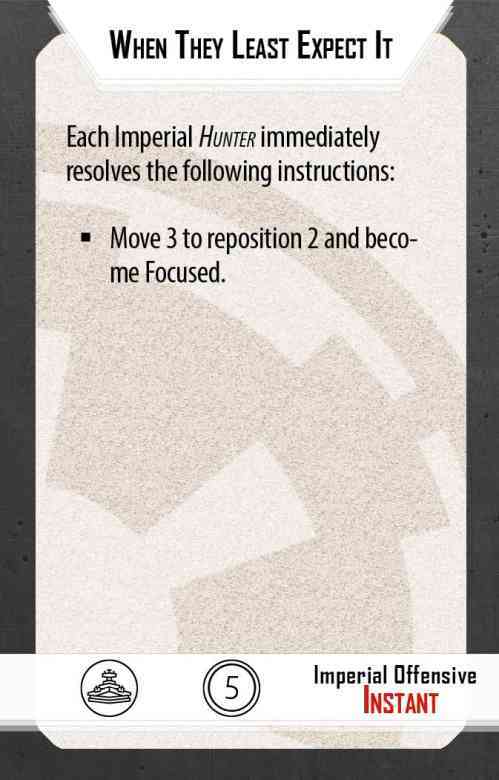 When They Least Expect It
Each Imperial Hunter immediately
resolves the following instructions:
▪ Move 3 to reposition 2 and beco-
me Focused.
5
Imperial Offensive
Instant